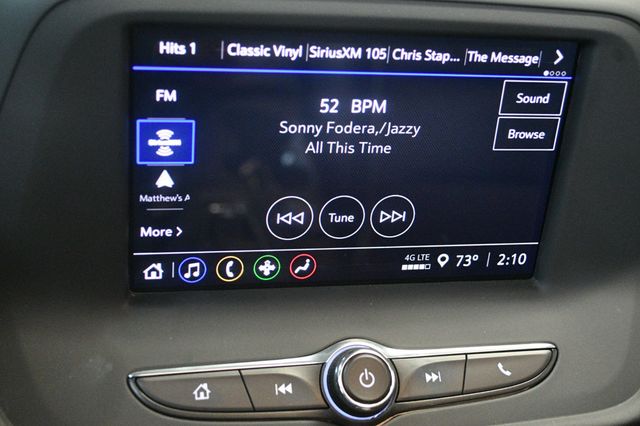 Hits 1 Classic Vinyl SiriusXM 105 Chris Stap... The Message
FM
52 BPM
Sound
Sonny Fodera,/Jazzy
Browse
All This Time
Matthew's A
Tune
More
4G LTE
73° 2:10